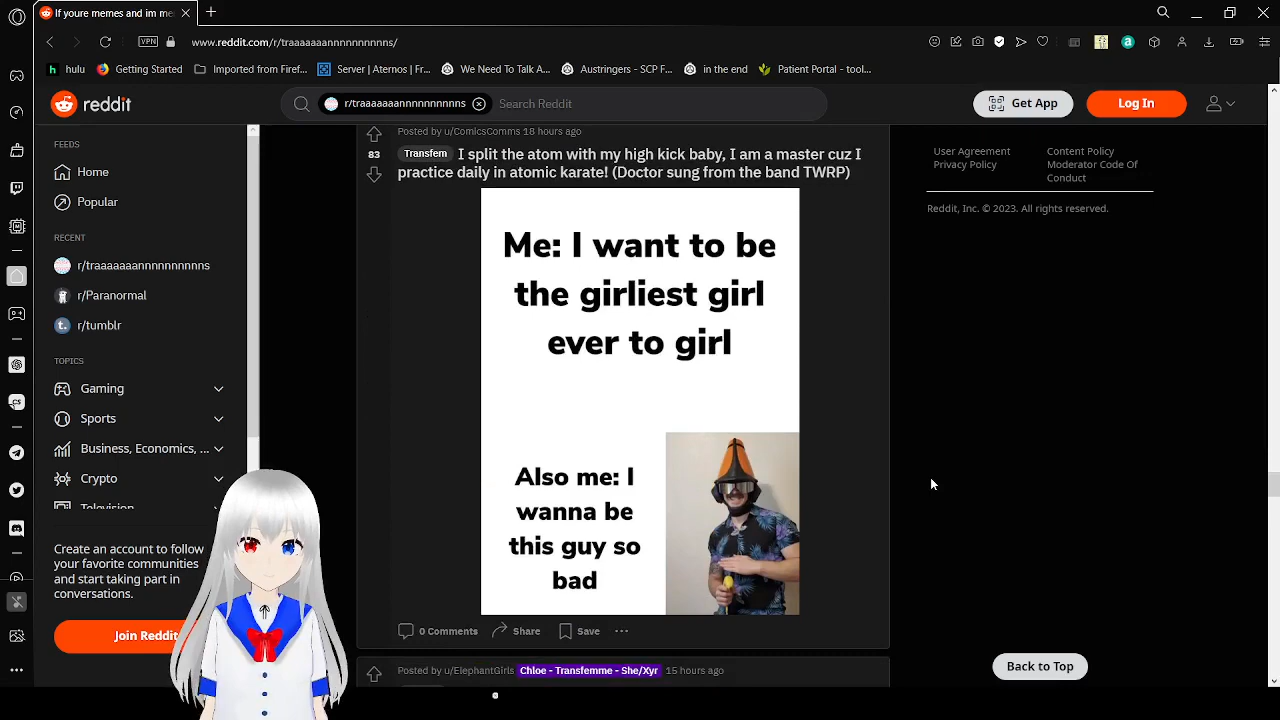 If youre memes and im me
www.reddit.com/r/traaaaaaannnnnnnnnns/
VPN
hulu
Getting Started
Imported from Firef...
Server | Aternos | Fr...
We Need To Talk A...
Austringers - SCP F...
in the end
Patient Portal - tool...
reddit
r/traaaaaaannnnnnnnnns
Search Reddit
Get App
Log In
FEEDS
Home
Popular
RECENT
r/traaaaaaannnnnnnnnns
r/Paranormal
r/tumblr
TOPICS
Gaming
Sports
Business, Economics, ...
Crypto
Television
Create an account to follow
your favorite communities
and start taking part in
conversations.
Join Reddit
Posted by u/ComicsComms 18 hours ago
83
Transfem I split the atom with my high kick baby, I am a master cuz I
practice daily in atomic karate! (Doctor sung from the band TWRP)
Me: I want to be
the girliest girl
ever to girl
Also me: I
wanna be
this guy so
bad
0 Comments
Share
Save
Posted by u/ElephantGirls Chloe - Transfemme - She/Xyr 15 hours ago
User Agreement
Privacy Policy
Content Policy
Moderator Code Of
Conduct
Reddit, Inc. © 2023. All rights reserved.
Back to Top